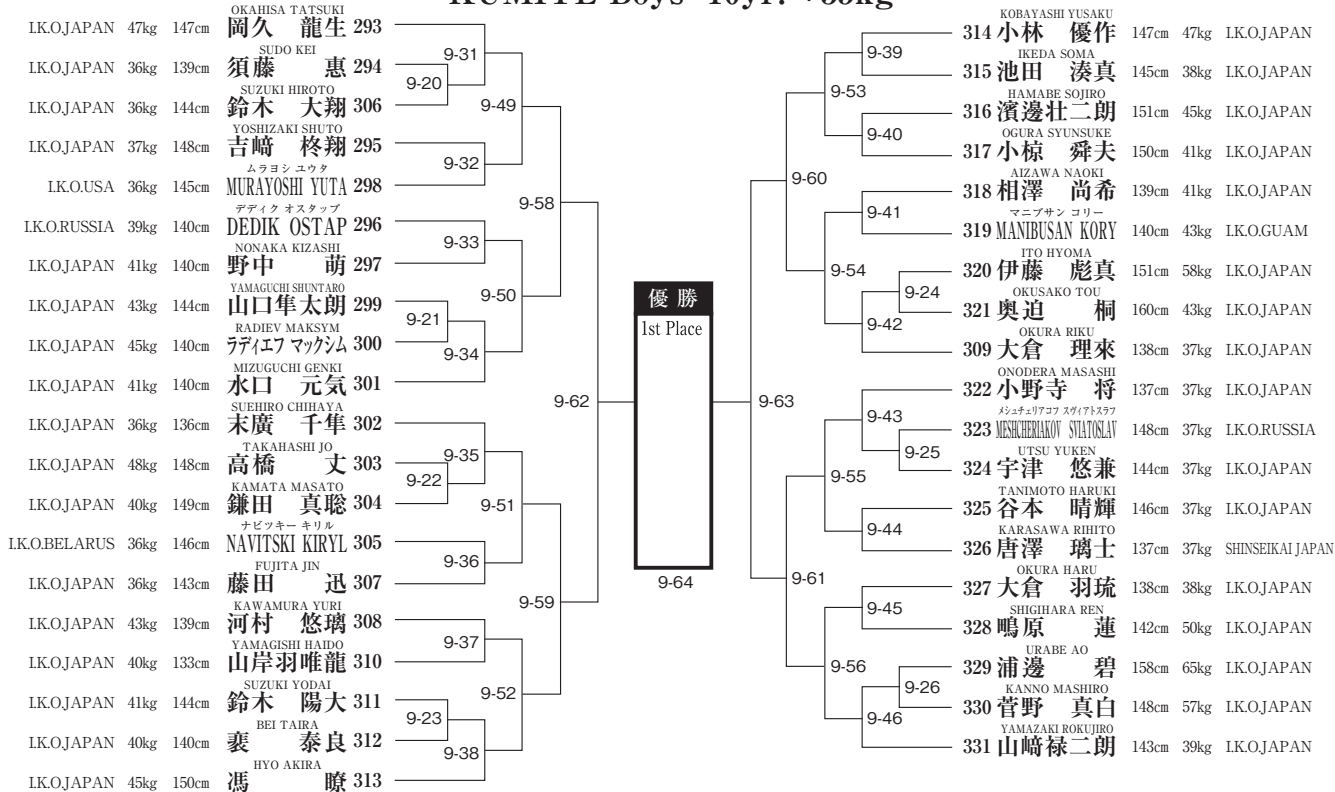 KUMITE Boys 10yr. +35kg
OKAHISA TATSUKI
I.K.O.JAPAN 47kg 147cm 岡久 龍生 293
SUDO KEI
I.K.O.JAPAN 36kg 139cm 須藤 惠 294
SUZUKI HIROTO
I.K.O.JAPAN 36kg 144cm 鈴木 大翔 306
YOSHIZAKI SHUTO
I.K.O.JAPAN 37kg 148cm 吉﨑 柊翔 295
ムラヨシ ユウタ
I.K.O.USA 36kg 145cm MURAYOSHI YUTA 298
デディク オスタップ
I.K.O.RUSSIA 39kg 140cm DEDIK OSTAP 296
NONAKA KIZASHI
I.K.O.JAPAN 41kg 140cm 野中 萌 297
YAMAGUCHI SHUNTARO
I.K.O.JAPAN 43kg 144cm 山口隼太朗 299
RADIEV MAKSYM
I.K.O.JAPAN 45kg 140cm ラディエフ マックシム 300
MIZUGUCHI GENKI
I.K.O.JAPAN 41kg 140cm 水口 元気 301
SUEHIRO CHIHAYA
I.K.O.JAPAN 36kg 136cm 末廣 千隼 302
TAKAHASHI JO
I.K.O.JAPAN 48kg 148cm 高橋 丈 303
KAMATA MASATO
I.K.O.JAPAN 40kg 149cm 鎌田 真聡 304
ナビツキー キリル
I.K.O.BELARUS 36kg 146cm NAVITSKI KIRYL 305
FUJITA JIN
I.K.O.JAPAN 36kg 143cm 藤田 迅 307
KAWAMURA YURI
I.K.O.JAPAN 43kg 139cm 河村 悠璃 308
YAMAGISHI HAIDO
I.K.O.JAPAN 40kg 133cm 山岸羽唯龍 310
SUZUKI YODAI
I.K.O.JAPAN 41kg 144cm 鈴木 陽大 311
BEI TAIRA
I.K.O.JAPAN 40kg 140cm 裵 泰良 312
HYO AKIRA
I.K.O.JAPAN 45kg 150cm 馮 瞭 313
9-20
9-21
9-22
9-23
9-31
9-32
9-33
9-34
9-35
9-36
9-37
9-38
9-49
9-50
9-51
9-52
9-58
9-59
9-62
優勝
1st Place
9-64
9-63
9-60
9-61
9-53
9-54
9-55
9-56
9-39
9-40
9-41
9-42
9-43
9-44
9-45
9-46
9-24
9-25
9-26
KOBAYASHI YUSAKU
314 小林 優作 147cm 47kg I.K.O.JAPAN
IKEDA SOMA
315 池田 湊真 145cm 38kg I.K.O.JAPAN
HAMABE SOJIRO
316 濱邊壮二朗 151cm 45kg I.K.O.JAPAN
OGURA SYUNSUKE
317 小椋 舜夫 150cm 41kg I.K.O.JAPAN
AIZAWA NAOKI
318 相澤 尚希 139cm 41kg I.K.O.JAPAN
マニブサン コリー
319 MANIBUSAN KORY 140cm 43kg I.K.O.GUAM
ITO HYOMA
320 伊藤 彪真 151cm 58kg I.K.O.JAPAN
OKUSAKO TOU
321 奥迫 桐 160cm 43kg I.K.O.JAPAN
OKURA RIKU
309 大倉 理來 138cm 37kg I.K.O.JAPAN
ONODERA MASASHI
322 小野寺 将 137cm 37kg I.K.O.JAPAN
メシュチェリアコフ スヴィアトスラフ
323 MESHCHERIAKOV SVIATOSLAV 148cm 37kg I.K.O.RUSSIA
UTSU YUKEN
324 宇津 悠兼 144cm 37kg I.K.O.JAPAN
TANIMOTO HARUKI
325 谷本 晴輝 146cm 37kg I.K.O.JAPAN
KARASAWA RIHITO
326 唐澤 璃士 137cm 37kg SHINSEIKAI JAPAN
OKURA HARU
327 大倉 羽琉 138cm 38kg I.K.O.JAPAN
SHIGIHARA REN
328 鴫原 蓮 142cm 50kg I.K.O.JAPAN
URABE AO
329 浦邊 碧 158cm 65kg I.K.O.JAPAN
KANNO MASHIRO
330 菅野 真白 148cm 57kg I.K.O.JAPAN
YAMAZAKI ROKUJIRO
331 山﨑禄二朗 143cm 39kg I.K.O.JAPAN